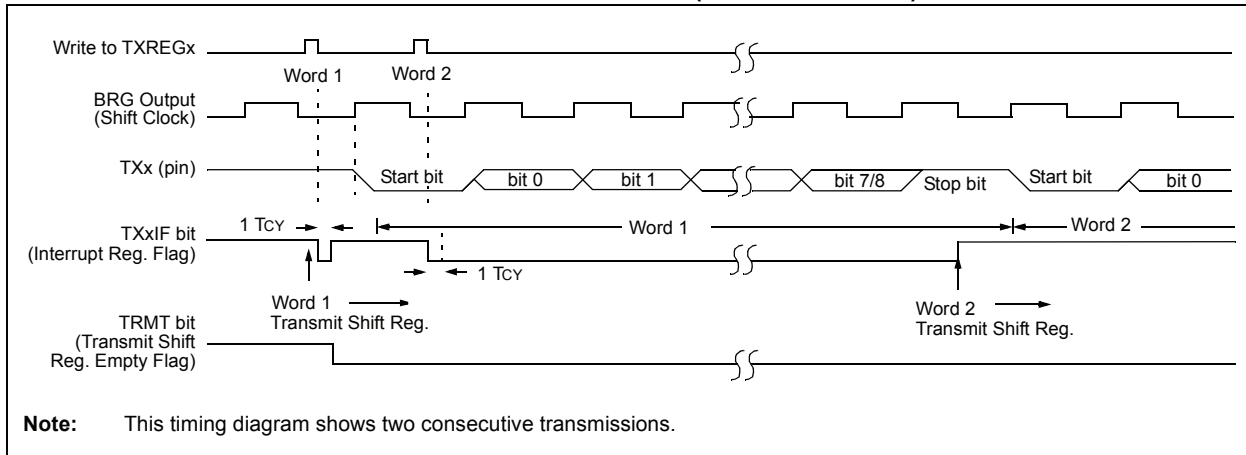 Write to TXREGx
Word 1 Word 2
BRG Output
(Shift Clock)
TXx (pin)
Start bit bit 0 bit 1 bit 7/8 Stop bit Start bit bit 0
1 TCY Word 1 Word 2
TXxIF bit
(Interrupt Reg. Flag)
1 TCY
Word 1
Transmit Shift Reg.
Word 2
Transmit Shift Reg.
TRMT bit
(Transmit Shift
Reg. Empty Flag)
Note: This timing diagram shows two consecutive transmissions.